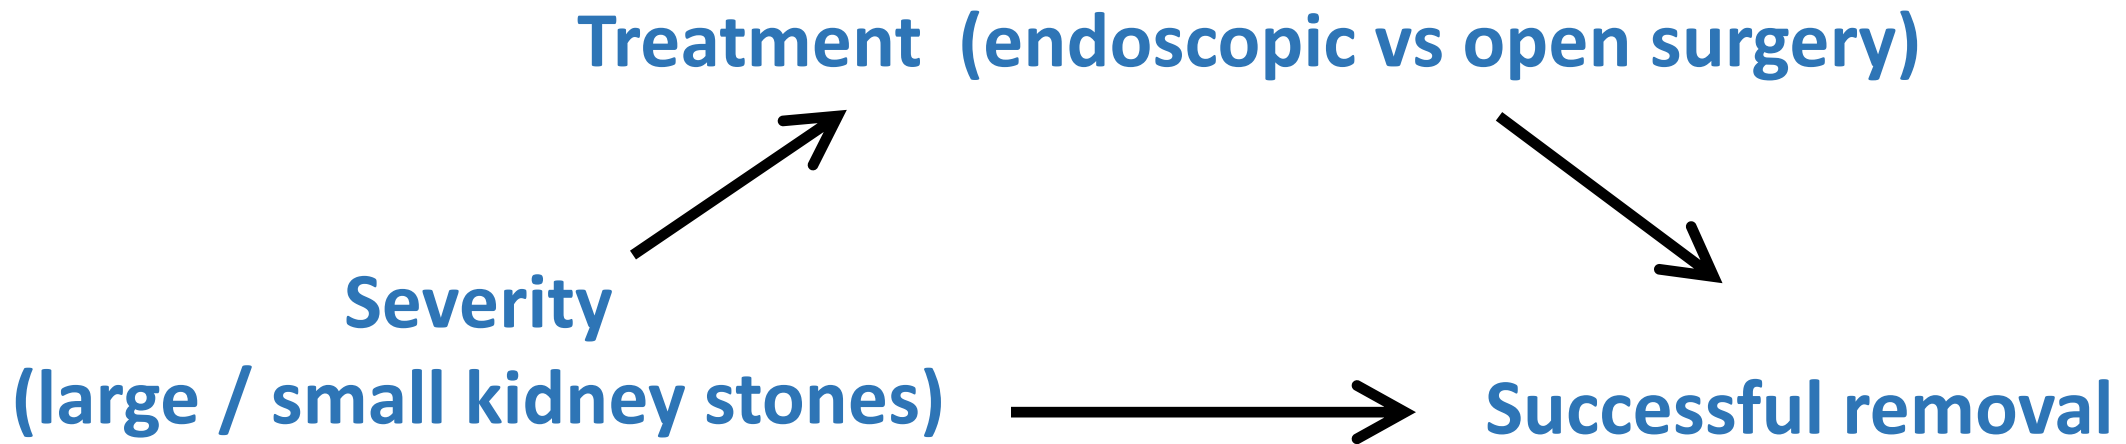 Treatment (endoscopic vs open surgery)
Severity
(large / small kidney stones)
Successful removal